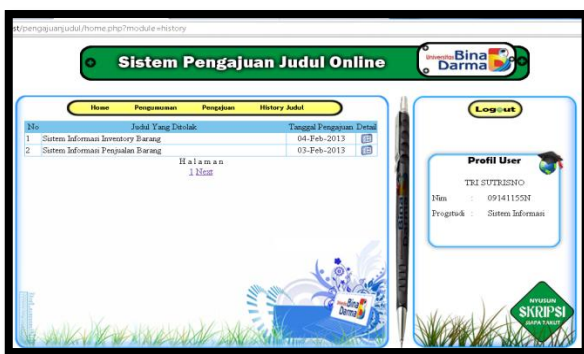 st/pengajuanjudul/home.php?module=history
Sistem Pengajuan Judul Online
Universitas Bina
Darma
Home Pengumuman Pengajuan History Judul
Logout
No Judul Yang Ditolak Tanggal Pengajuan Detail
1 Sistem Informasi Inventory Barang 04-Feb-2013
2 Sistem Informasi Penjualan Barang 03-Feb-2013
Halaman
1 Next
Profil User
TRI SUTRISNO
Nim : 09141155N
Progstudi : Sistem Informasi
Bina
Darma
NYUSUN
SKRIPSI
SIAPA TAKUT